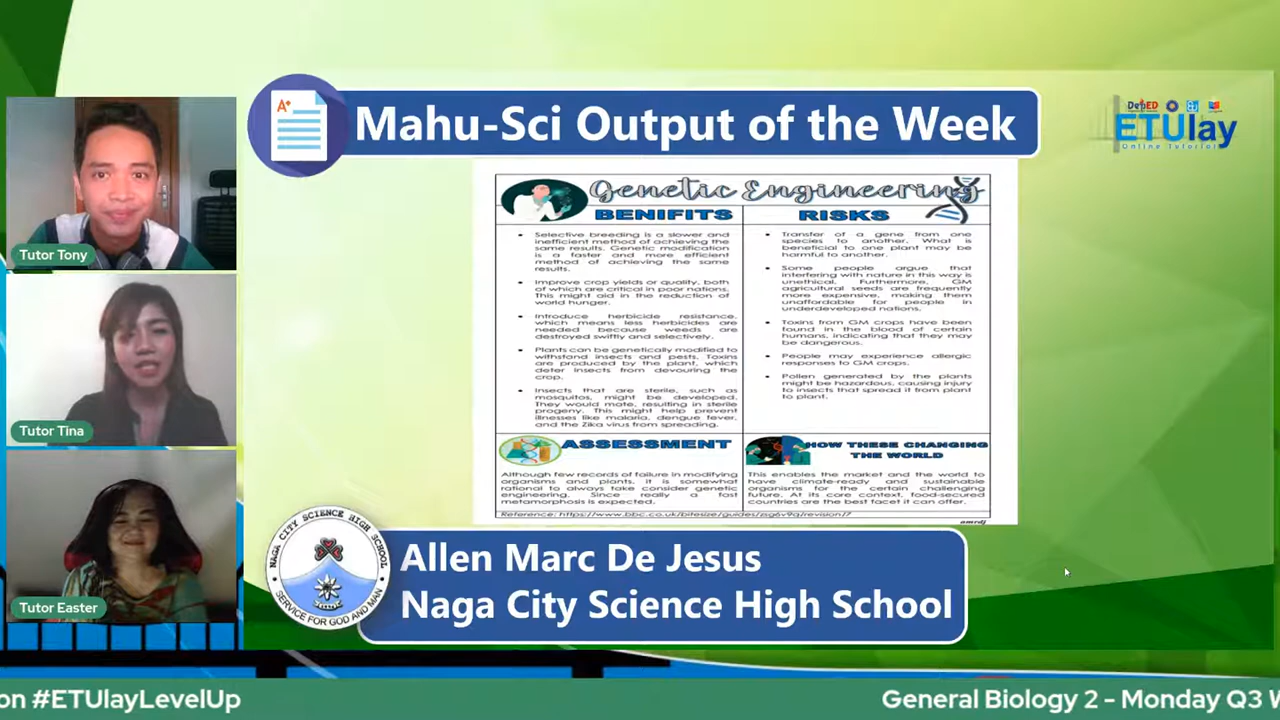 A+
Mahu-Sci Output of the Week
DepED
ETUlay
Online Tutorial
Tutor Tony
Tutor Tina
Tutor Easter
Genetic Engineering
BENIFITS
Selective breeding is a slower and
inefficient method of achieving the
same results. Genetic modification
is a faster and more efficient
method of achieving the same
results.
Improve crop yields or quality, both
of which are critical in poor nations.
This might aid in the reduction of
world hunger.
Introduce herbicide resistance,
which means less herbicides are
needed because weeds are
destroyed swiftly and selectively.
Plants can be genetically modified to
withstand insects and pests. Toxins
are produced by the plant, which
deter insects from devouring the
crop.
Insects that are sterile, such as
mosquitos, might be developed.
They would mate, resulting in sterile
progeny. This might help prevent
illnesses like malaria, dengue fever,
and the Zika virus from spreading.
RISKS
Transfer of a gene from one
species to another. What is
beneficial to one plant may be
harmful to another.
Some people argue that
interfering with nature in this way is
unethical. Furthermore, GM
agricultural seeds are frequently
more expensive, making them
unaffordable for people in
underdeveloped nations.
Toxins from GM crops have been
found in the blood of certain
humans, indicating that they may
be dangerous.
People may experience allergic
responses to GM crops.
Pollen generated by the plants
might be hazardous, causing injury
to insects that spread it from plant
to plant.
ASSESSMENT
Although few records of failure in modifying
organisms and plants, it is somewhat
rational to always take consider genetic
engineering. Since really a fast
metamorphosis is expected.
HOW THESE CHANGING
THE WORLD
This enables the market and the world to
have climate-ready and sustainable
organisms for the certain challenging
future. At its core context, food-secured
countries are the best facet it can offer.
Reference: https://www.bbc.co.uk/bitesize/guides/zsg6v9q/revision/7
amrdj
NAGA CITY SCIENCE HIGH SCHOOL
SERVICE FOR GOD AND MAN
Allen Marc De Jesus
Naga City Science High School
on #ETUlayLevelUp
General Biology 2 - Monday Q3 W